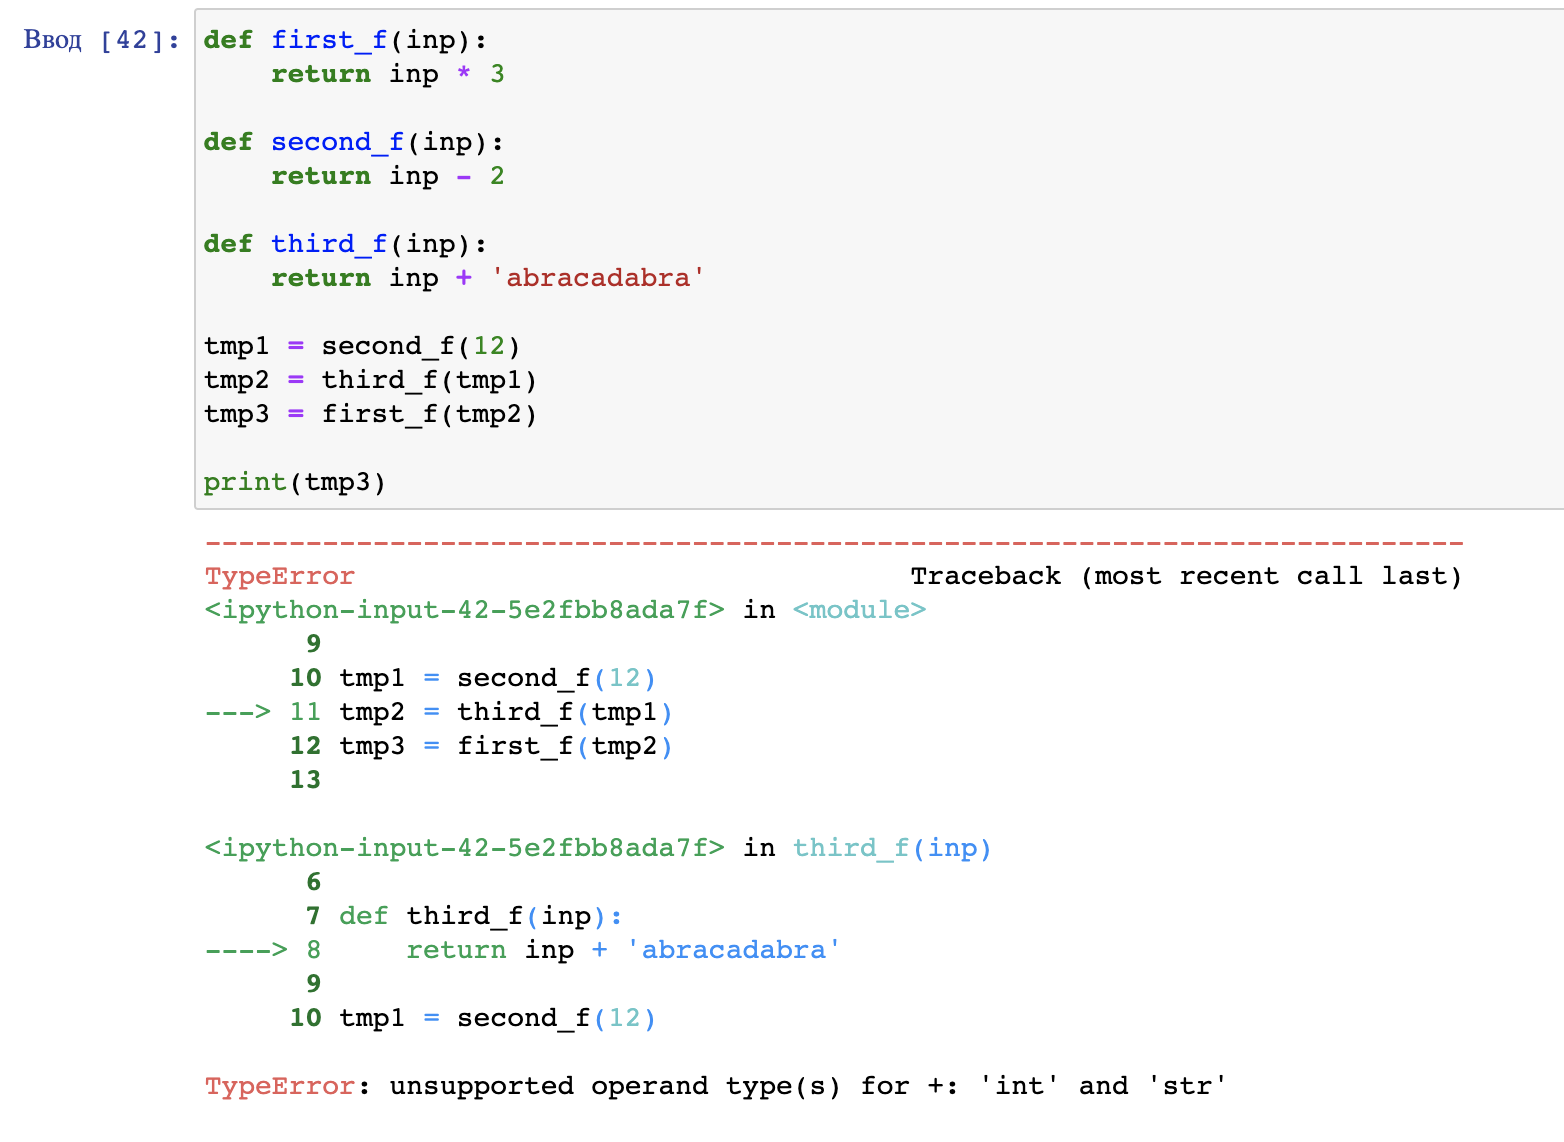 Ввод [42]:
def first_f(inp):
    return inp * 3

def second_f(inp):
    return inp - 2

def third_f(inp):
    return inp + 'abracadabra'

tmp1 = second_f(12)
tmp2 = third_f(tmp1)
tmp3 = first_f(tmp2)

print(tmp3)

---------------------------------------------------------------------------
TypeError                                 Traceback (most recent call last)
<ipython-input-42-5e2fbb8ada7f> in <module>
      9
     10 tmp1 = second_f(12)
---> 11 tmp2 = third_f(tmp1)
     12 tmp3 = first_f(tmp2)
     13

<ipython-input-42-5e2fbb8ada7f> in third_f(inp)
      6
      7 def third_f(inp):
----> 8     return inp + 'abracadabra'
      9
     10 tmp1 = second_f(12)

TypeError: unsupported operand type(s) for +: 'int' and 'str'